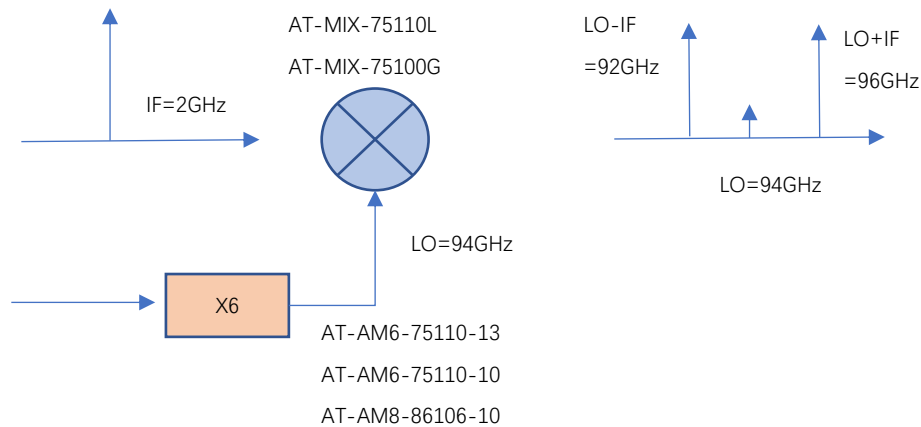 AT-MIX-75110L
AT-MIX-75100G
IF=2GHz
LO-IF
=92GHz
LO+IF
=96GHz
LO=94GHz
LO=94GHz
X6
AT-AM6-75110-13
AT-AM6-75110-10
AT-AM8-86106-10